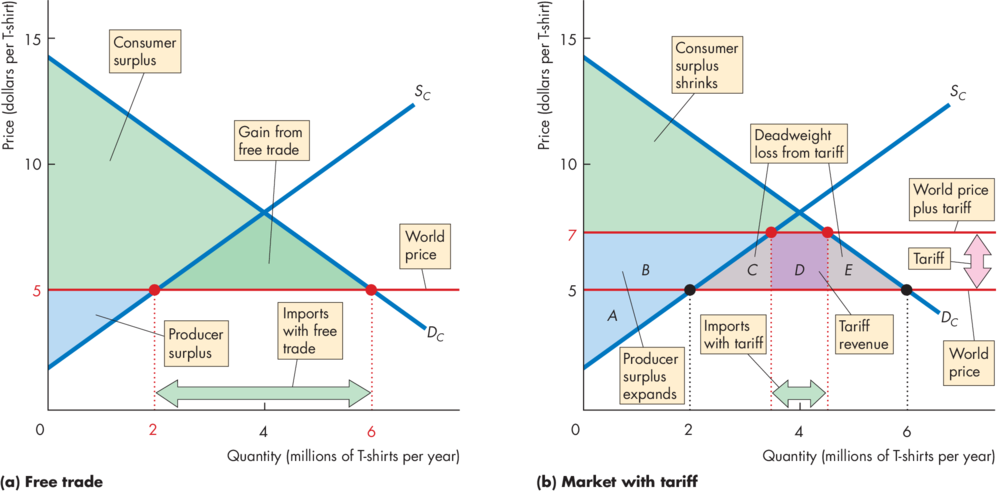 Price (dollars per T-shirt)
15
10
5
Consumer
surplus
Gain from
free trade
S_C
World
price
Producer
surplus
Imports
with free
trade
D_C
0
2
4
6
Quantity (millions of T-shirts per year)
(a) Free trade
Price (dollars per T-shirt)
15
10
7
5
Consumer
surplus
shrinks
Deadweight
loss from tariff
S_C
World price
plus tariff
Tariff
B
C
D
E
A
Producer
surplus
expands
Imports
with tariff
Tariff
revenue
D_C
World
price
0
2
4
6
Quantity (millions of T-shirts per year)
(b) Market with tariff